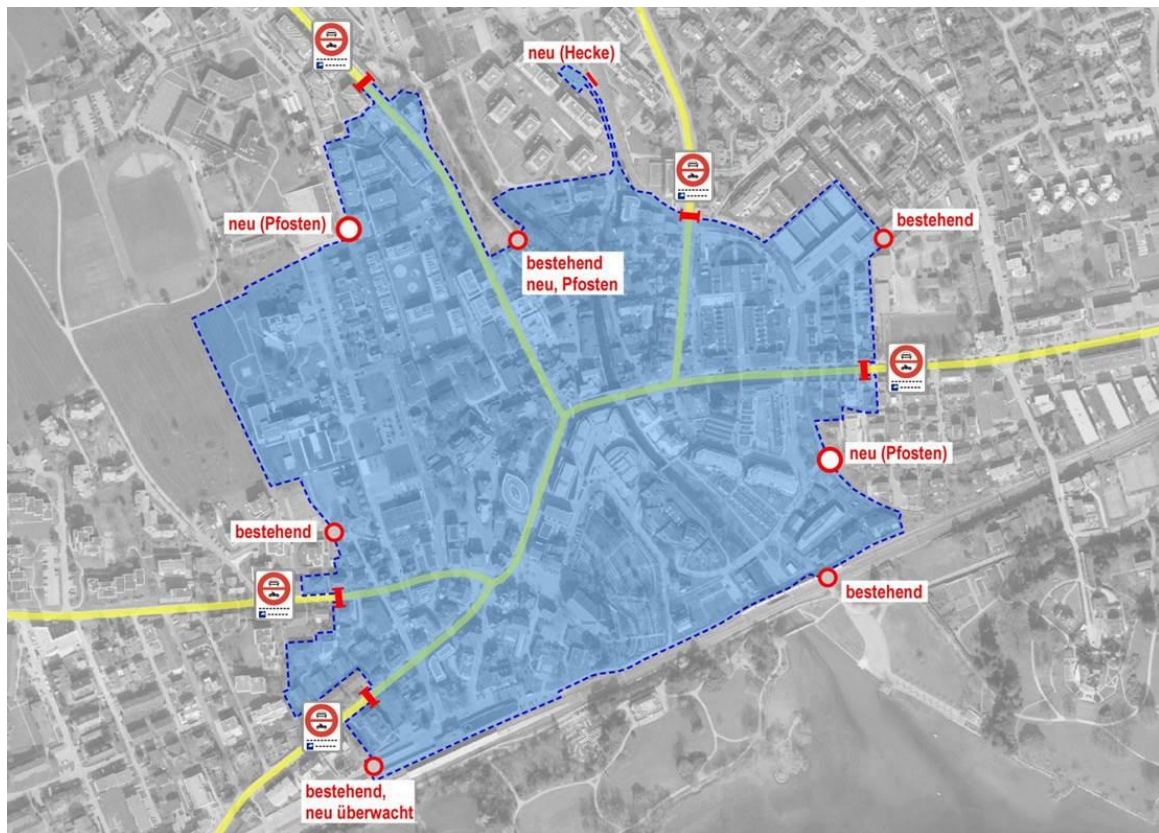 neu (Hecke)
neu (Pfosten)
bestehend
neu, Pfosten
bestehend
neu (Pfosten)
bestehend
bestehend
bestehend,
neu überwacht